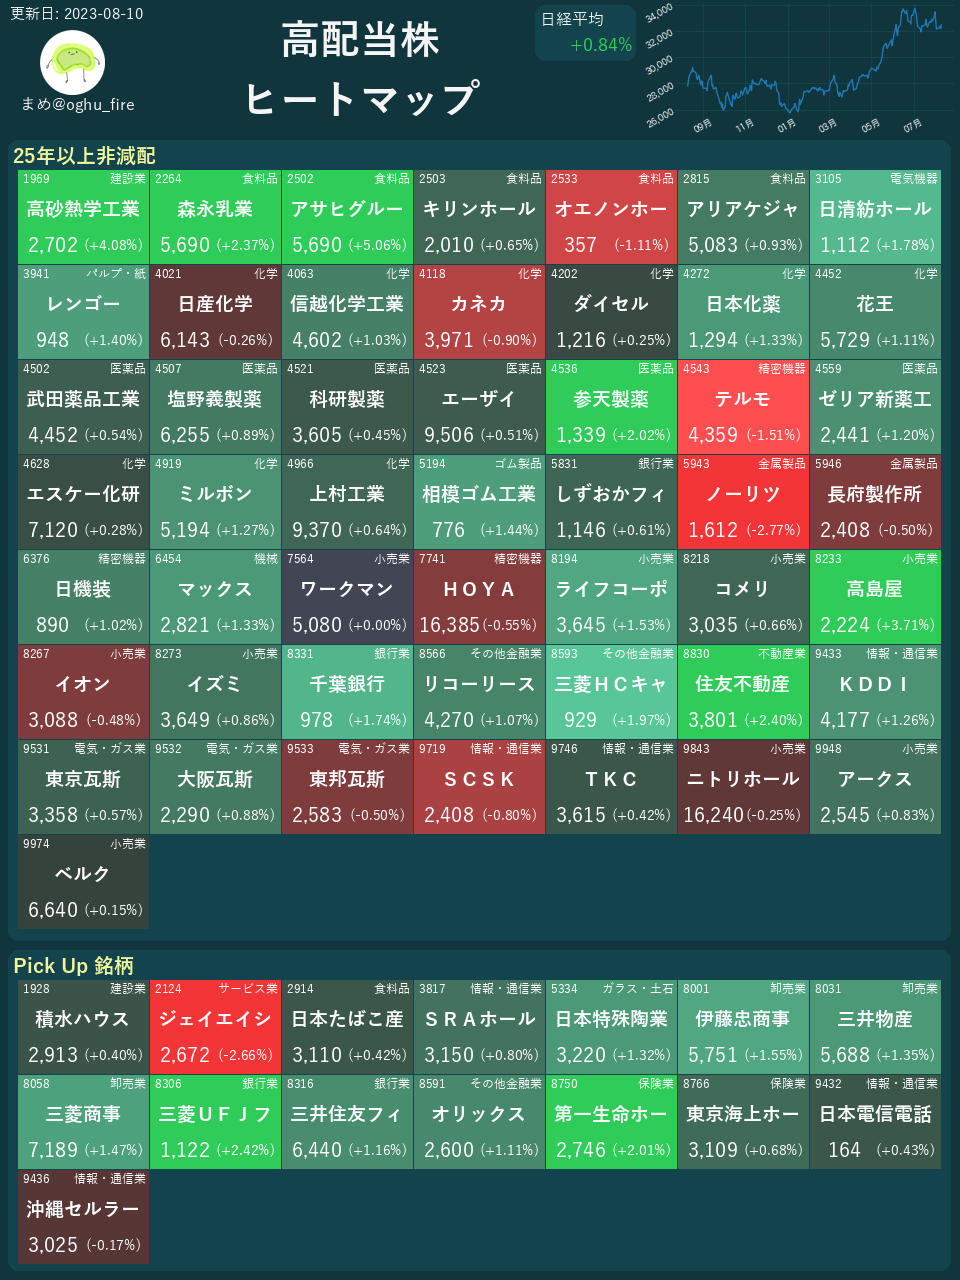 更新日: 2023-08-10
まめ@oghu_fire
高配当株
ヒートマップ
日経平均
+0.84%
34,000
32,000
30,000
28,000
26,000
09月 11月 01月 03月 05月 07月
25年以上非減配
1969 建設業 2264 食料品 2502 食料品 2503 食料品 2533 食料品 2815 食料品 3105 電気機器
高砂熱学工業 森永乳業 アサヒグルー キリンホール オエノンホー アリアケジャ 日清紡ホール
2,702 (+4.08%) 5,690 (+2.37%) 5,690 (+5.06%) 2,010 (+0.65%) 357 (-1.11%) 5,083 (+0.93%) 1,112 (+1.78%)
3941 パルプ・紙 4021 化学 4063 化学 4118 化学 4202 化学 4272 化学 4452 化学
レンゴー 日産化学 信越化学工業 カネカ ダイセル 日本化薬 花王
948 (+1.40%) 6,143 (-0.26%) 4,602 (+1.03%) 3,971 (-0.90%) 1,216 (+0.25%) 1,294 (+1.33%) 5,729 (+1.11%)
4502 医薬品 4507 医薬品 4521 医薬品 4523 医薬品 4536 医薬品 4543 精密機器 4559 医薬品
武田薬品工業 塩野義製薬 科研製薬 エーザイ 参天製薬 テルモ ゼリア新薬工
4,452 (+0.54%) 6,255 (+0.89%) 3,605 (+0.45%) 9,506 (+0.51%) 1,339 (+2.02%) 4,359 (-1.51%) 2,441 (+1.20%)
4628 化学 4919 化学 4966 化学 5194 ゴム製品 5831 銀行業 5943 金属製品 5946 金属製品
エスケー化研 ミルボン 上村工業 相模ゴム工業 しずおかフィ ノーリツ 長府製作所
7,120 (+0.28%) 5,194 (+1.27%) 9,370 (+0.64%) 776 (+1.44%) 1,146 (+0.61%) 1,612 (-2.77%) 2,408 (-0.50%)
6376 精密機器 6454 機械 7564 小売業 7741 精密機器 8194 小売業 8218 小売業 8233 小売業
日機装 マックス ワークマン ＨＯＹＡ ライフコーポ コメリ 高島屋
890 (+1.02%) 2,821 (+1.33%) 5,080 (+0.00%) 16,385 (-0.55%) 3,645 (+1.53%) 3,035 (+0.66%) 2,224 (+3.71%)
8267 小売業 8273 小売業 8331 銀行業 8566 その他金融業 8593 その他金融業 8830 不動産業 9433 情報・通信業
イオン イズミ 千葉銀行 リコーリース 三菱ＨＣキャ 住友不動産 ＫＤＤＩ
3,088 (-0.48%) 3,649 (+0.86%) 978 (+1.74%) 4,270 (+1.07%) 929 (+1.97%) 3,801 (+2.40%) 4,177 (+1.26%)
9531 電気・ガス業 9532 電気・ガス業 9533 電気・ガス業 9719 情報・通信業 9746 情報・通信業 9843 小売業 9948 小売業
東京瓦斯 大阪瓦斯 東邦瓦斯 ＳＣＳＫ ＴＫＣ ニトリホール アークス
3,358 (+0.57%) 2,290 (+0.88%) 2,583 (-0.50%) 2,408 (-0.80%) 3,615 (+0.42%) 16,240 (-0.25%) 2,545 (+0.83%)
9974 小売業
ベルク
6,640 (+0.15%)
Pick Up 銘柄
1928 建設業 2124 サービス業 2914 食料品 3817 情報・通信業 5334 ガラス・土石 8001 卸売業 8031 卸売業
積水ハウス ジェイエイシ 日本たばこ産 ＳＲＡホール 日本特殊陶業 伊藤忠商事 三井物産
2,913 (+0.40%) 2,672 (-2.66%) 3,110 (+0.42%) 3,150 (+0.80%) 3,220 (+1.32%) 5,751 (+1.55%) 5,688 (+1.35%)
8058 卸売業 8306 銀行業 8316 銀行業 8591 その他金融業 8750 保険業 8766 保険業 9432 情報・通信業
三菱商事 三菱ＵＦＪフ 三井住友フィ オリックス 第一生命ホー 東京海上ホー 日本電信電話
7,189 (+1.47%) 1,122 (+2.42%) 6,440 (+1.16%) 2,600 (+1.11%) 2,746 (+2.01%) 3,109 (+0.68%) 164 (+0.43%)
9436 情報・通信業
沖縄セルラー
3,025 (-0.17%)